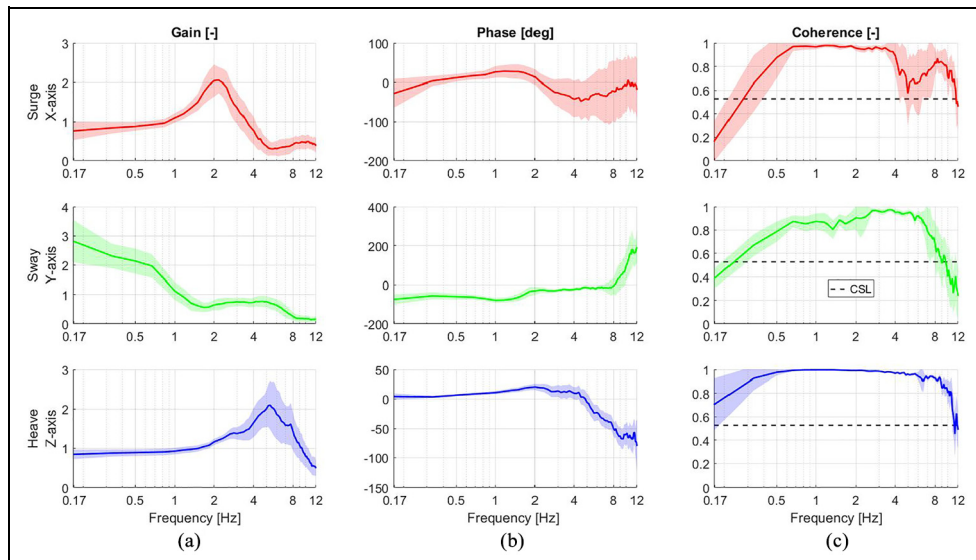 Gain [-]
Phase [deg]
Coherence [-]
Surge
X-axis
3
2
1
0
0.17 0.5 1 2 4 8 12
100
0
-100
-200
0.17 0.5 1 2 4 8 12
1
0.8
0.6
0.4
0.2
0
0.17 0.5 1 2 4 8 12
Sway
Y-axis
4
3
2
1
0
0.17 0.5 1 2 4 8 12
400
200
0
-200
0.17 0.5 1 2 4 8 12
1
0.8
0.6
0.4
0.2
0
CSL
0.17 0.5 1 2 4 8 12
Heave
Z-axis
3
2
1
0
0.17 0.5 1 2 4 8 12
Frequency [Hz]
(a)
50
0
-50
-100
-150
0.17 0.5 1 2 4 8 12
Frequency [Hz]
(b)
1
0.8
0.6
0.4
0.2
0
0.17 0.5 1 2 4 8 12
Frequency [Hz]
(c)